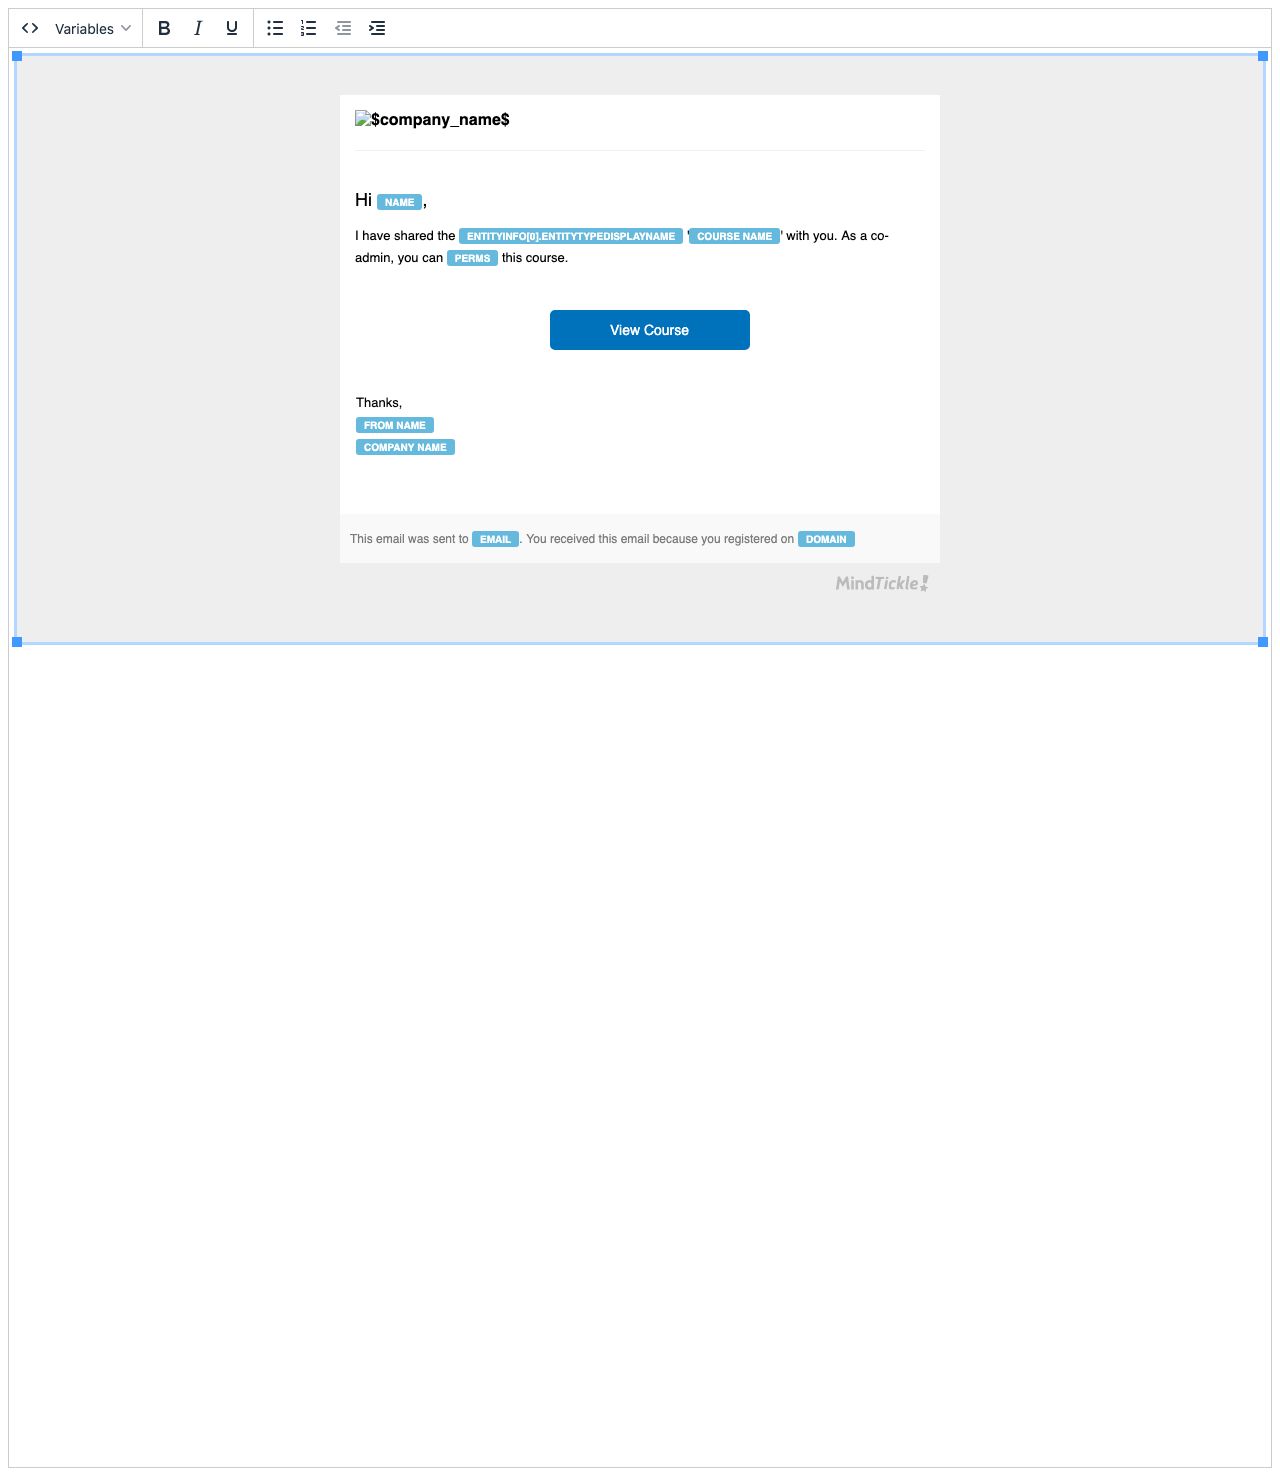 Variables
$company_name$
Hi NAME,
I have shared the ENTITYINFO[0].ENTITYTYPEDISPLAYNAME 'COURSE NAME' with you. As a co-
admin, you can PERMS this course.
View Course
Thanks,
FROM NAME
COMPANY NAME
This email was sent to EMAIL. You received this email because you registered on DOMAIN
MindTickle!